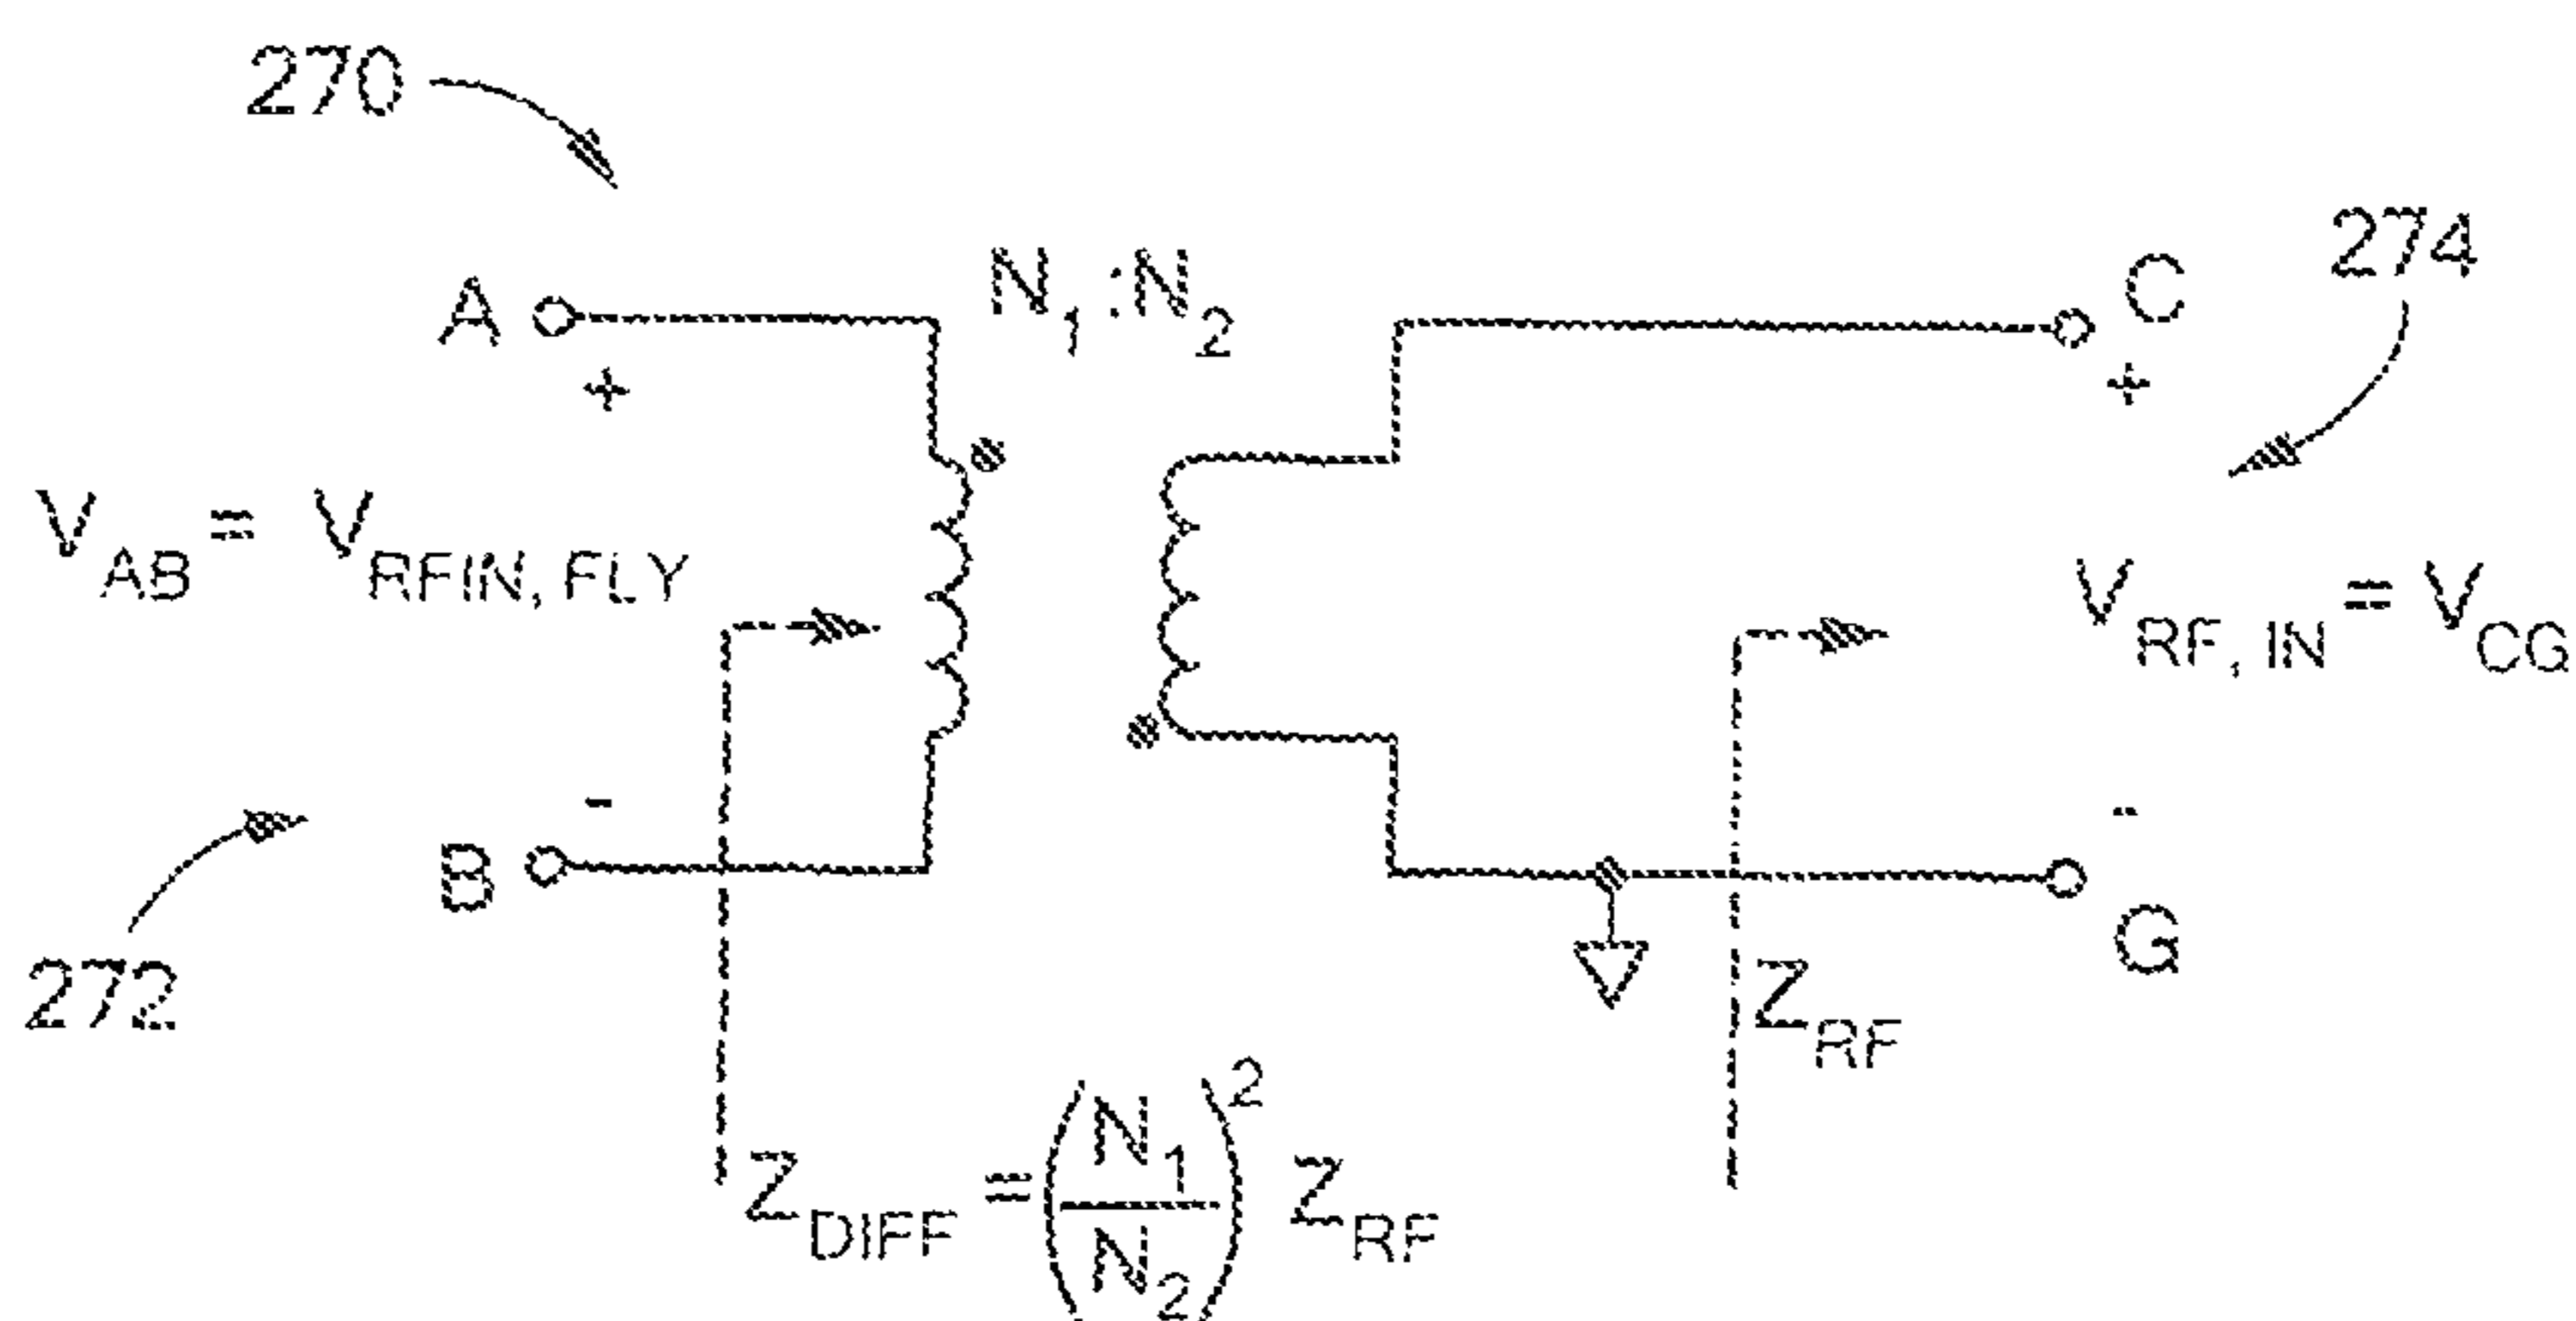 270
274
N1:N2
A
C
+
+
VAB = VRFIN, FLY
VRF, IN = VCG
-
-
B
G
272
ZRF
ZDIFF = (N1/N2)2 ZRF